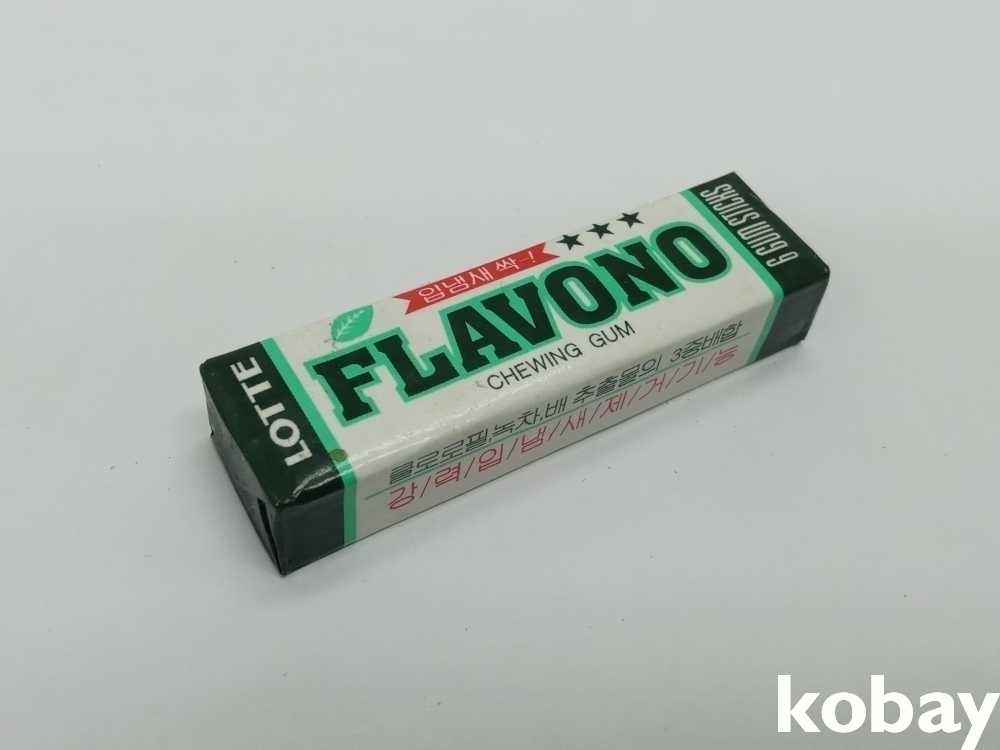 LOTTE
입냄새 싹-!
★★★
FLAVONO
CHEWING GUM
6 GUM STICKS
클로로필,녹차,배 추출물의 3중배합
강/력/입/냄/새/제/거/기/능
kobay